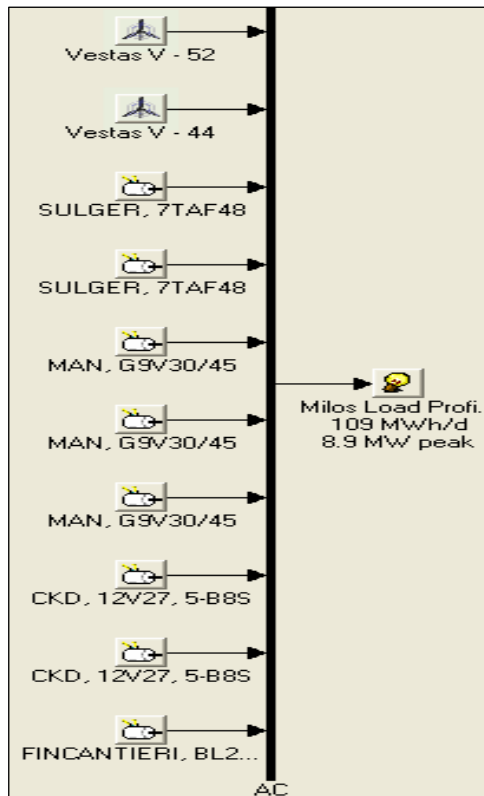 Vestas V - 52
Vestas V - 44
SULGER, 7TAF48
SULGER, 7TAF48
MAN, G9V30/45
MAN, G9V30/45
MAN, G9V30/45
CKD, 12V27, 5-B8S
CKD, 12V27, 5-B8S
FINCANTIERI, BL2...
Milos Load Profi.
109 MWh/d
8.9 MW peak
AC